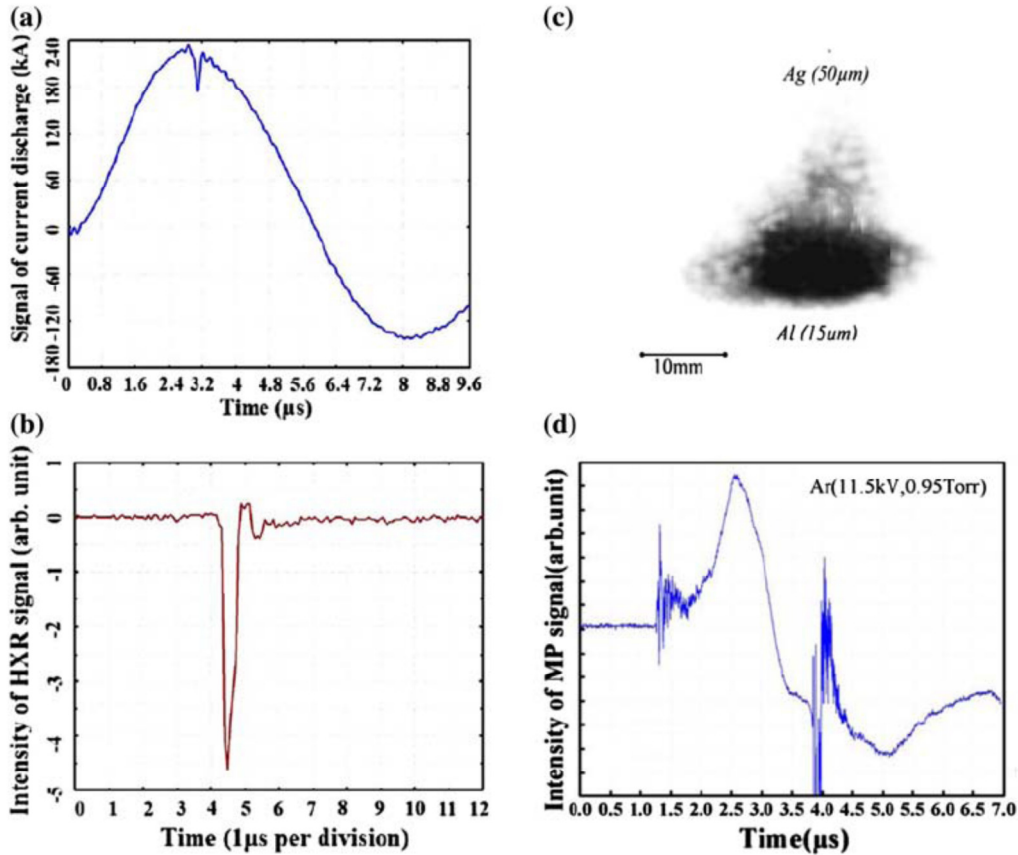 (a)
Signal of current discharge (kA)
240
180
120
60
0
-60
-120
-180
0 0.8 1.6 2.4 3.2 4 4.8 5.6 6.4 7.2 8 8.8 9.6
Time (µs)
(c)
Ag (50µm)
Al (15um)
10mm
(b)
Intensity of HXR signal (arb. unit)
1
0
-1
-2
-3
-4
-5
0 1 2 3 4 5 6 7 8 9 10 11 12
Time (1µs per division)
(d)
Intensity of MP signal(arb.unit)
Ar(11.5kV,0.95Torr)
0.0 0.5 1.0 1.5 2.0 2.5 3.0 3.5 4.0 4.5 5.0 5.5 6.0 6.5 7.0
Time(µs)